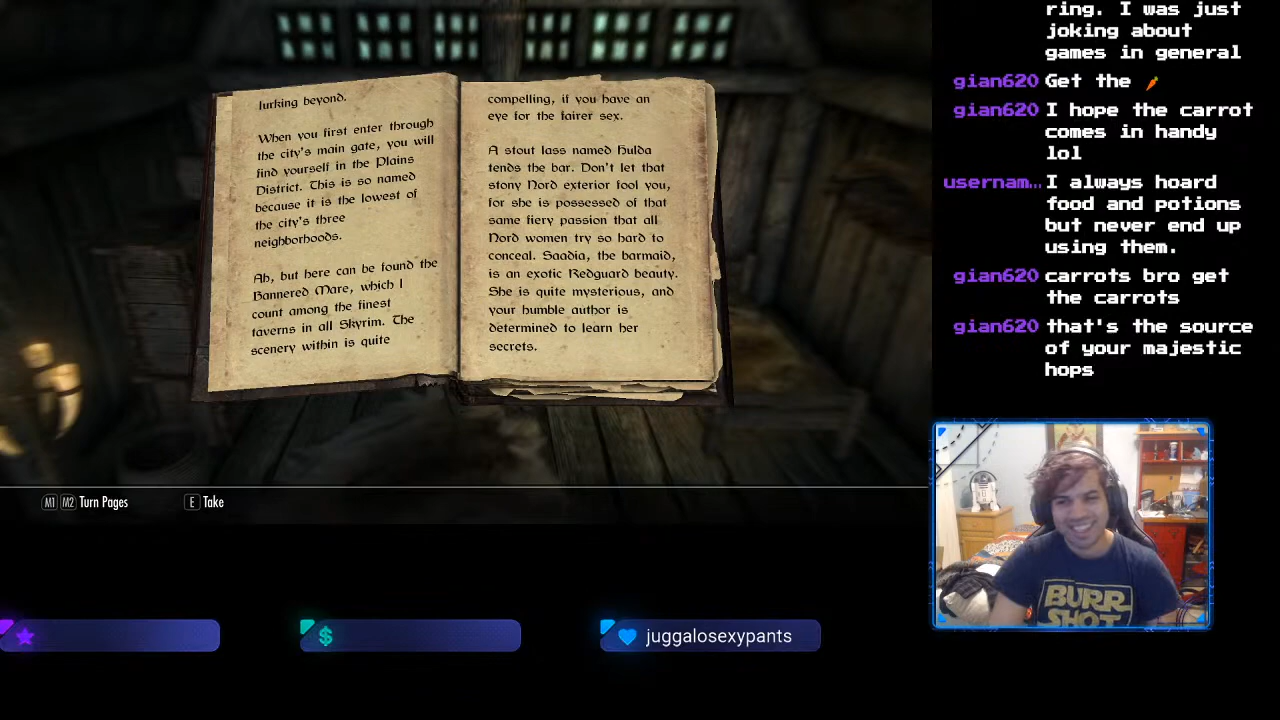 lurking beyond.
When you first enter through
the city's main gate, you will
find yourself in the Plains
District. This is so named
because it is the lowest of
the city's three
neighborhoods.
Ah, but here can be found the
Bannered Mare, which I
count among the finest
taverns in all Skyrim. The
scenery within is quite
compelling, if you have an
eye for the fairer sex.
A stout lass named Hulda
tends the bar. Don't let that
stony Nord exterior fool you,
for she is possessed of that
same fiery passion that all
Nord women try so hard to
conceal. Saadia, the barmaid,
is an exotic Redguard beauty.
She is quite mysterious, and
your humble author is
determined to learn her
secrets.
M1 M2 Turn Pages
E Take
ring. I was just
joking about
games in general
gian620 Get the 🥕
gian620 I hope the carrot
comes in handy
lol
usernam... I always hoard
food and potions
but never end up
using them.
gian620 carrots bro get
the carrots
gian620 that's the source
of your majestic
hops
BURR
SHOT
$
juggalosexypants